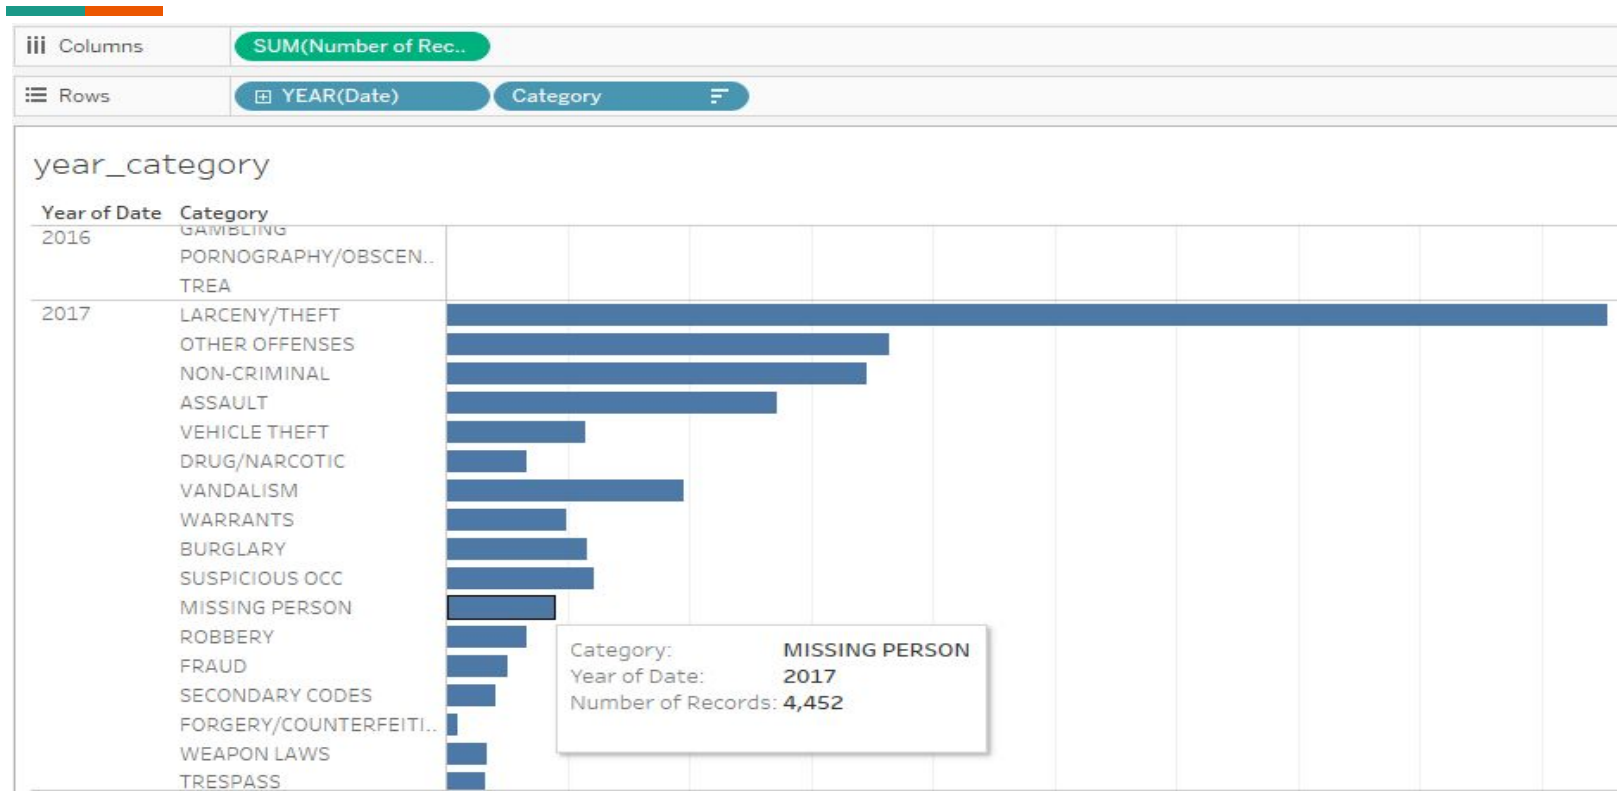 Columns SUM(Number of Rec..
Rows YEAR(Date) Category
year_category
Year of Date Category
2016 GAMBLING
PORNOGRAPHY/OBSCEN..
TREA
2017 LARCENY/THEFT
OTHER OFFENSES
NON-CRIMINAL
ASSAULT
VEHICLE THEFT
DRUG/NARCOTIC
VANDALISM
WARRANTS
BURGLARY
SUSPICIOUS OCC
MISSING PERSON
ROBBERY
FRAUD
SECONDARY CODES
FORGERY/COUNTERFEITI..
WEAPON LAWS
TRESPASS
Category: MISSING PERSON
Year of Date: 2017
Number of Records: 4,452